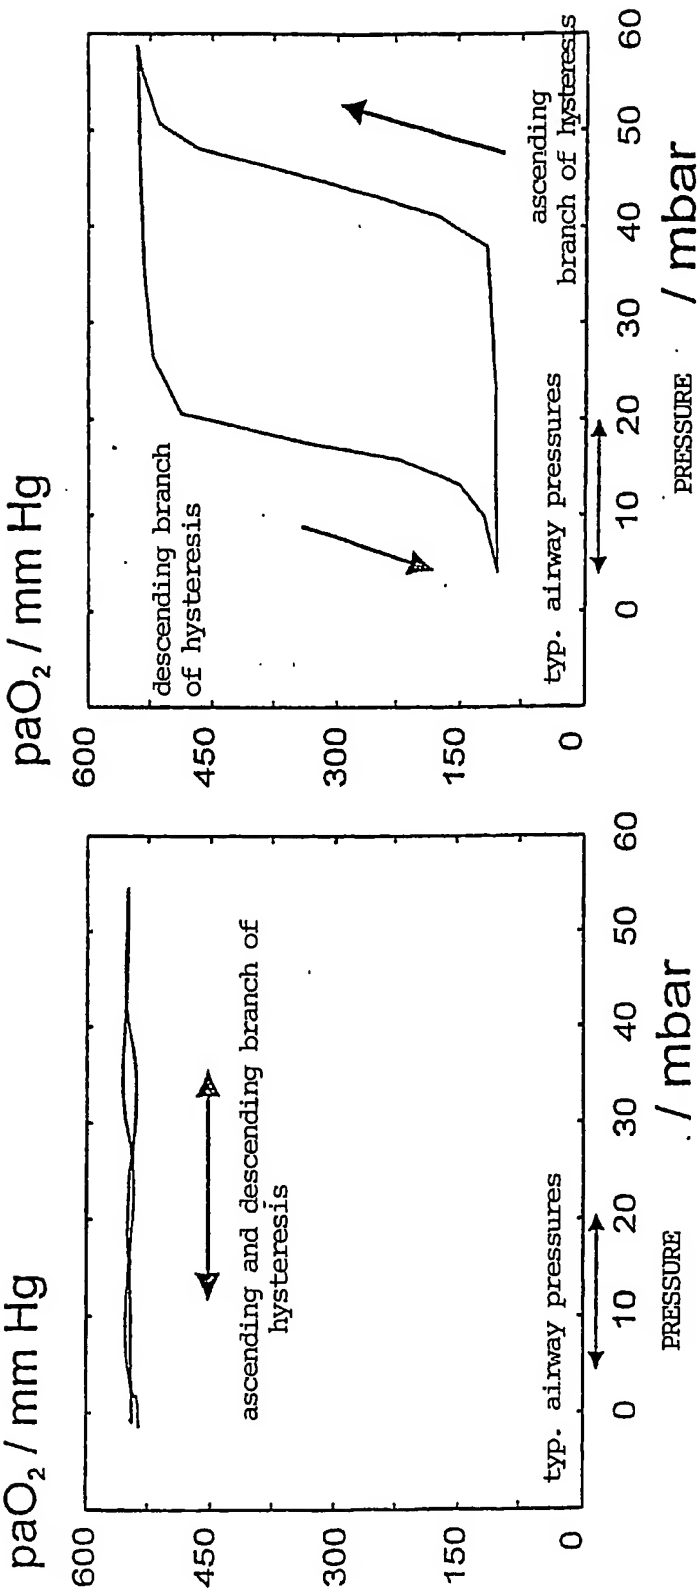 paO2 / mm Hg
600
450
300
150
0
ascending and descending branch of
hysteresis
typ. airway pressures
0
10
20
30
40
50
60
PRESSURE
/ mbar
paO2 / mm Hg
600
450
300
150
0
descending branch
of hysteresis
ascending
branch of hysteresis
typ. airway pressures
0
10
20
30
40
50
60
PRESSURE
/ mbar